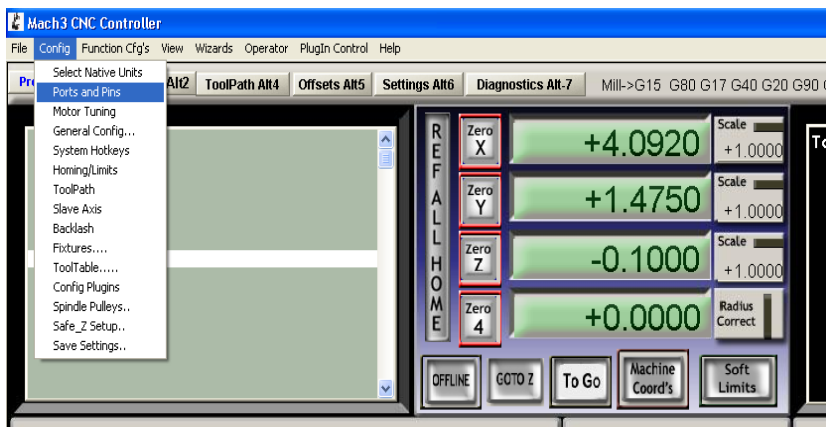 Mach3 CNC Controller
File Config Function Cfg's View Wizards Operator PlugIn Control Help
Pr Alt2 ToolPath Alt4 Offsets Alt5 Settings Alt6 Diagnostics Alt-7 Mill->G15 G80 G17 G40 G20 G90
Select Native Units
Ports and Pins
Motor Tuning
General Config...
System Hotkeys
Homing/Limits
ToolPath
Slave Axis
Backlash
Fixtures....
ToolTable.....
Config Plugins
Spindle Pulleys..
Safe_Z Setup..
Save Settings..
REF ALL HOME
Zero X +4.0920 Scale +1.0000
Zero Y +1.4750 Scale +1.0000
Zero Z -0.1000 Scale +1.0000
Zero 4 +0.0000 Radius Correct
OFFLINE GOTO Z To Go Machine Coord's Soft Limits
To